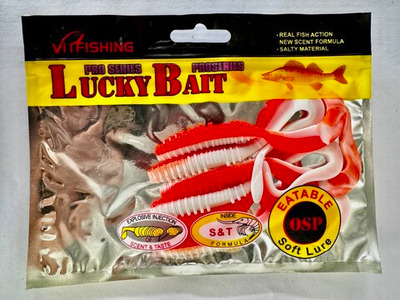 VTFISHING
- REAL FISH ACTION
NEW SCENT FORMULA
- SALTY MATERIAL
PRO SERIES PROSERIES
LUCKY BAIT
EXPLOSIVE INJECTION
SCENT & TASTE
INSIDE
S&T
FORMULA
EATABLE
OSP
Soft Lure